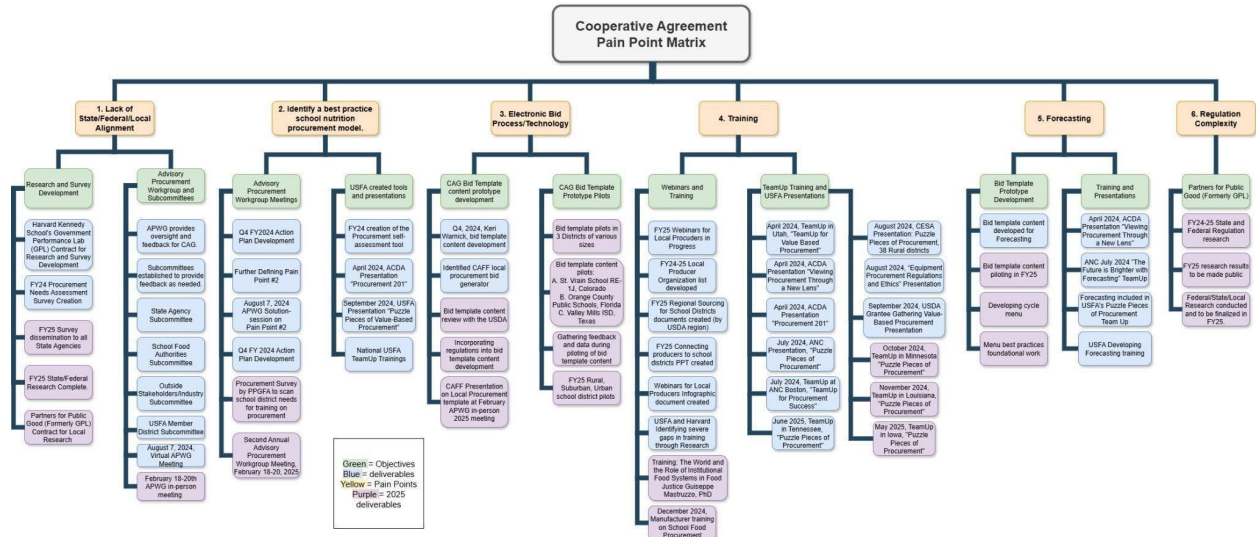 Cooperative Agreement
Pain Point Matrix
1. Lack of
State/Federal/Local
Alignment
Research and Survey
Development
Harvard Kennedy
School's Government
Performance Lab
(GPL) Contract for
Research and Survey
Development
FY24 Procurement
Needs Assessment
Survey Creation
FY25 Survey
dissemination to all
State Agencies
FY25 State/Federal
Research Complete.
Partners for Public
Good (Formerly GPL)
Contract for Local
Research
Advisory
Procurement
Workgroup and
Subcommittees
APWG provides
oversight and
feedback for CAG.
Subcommittees
established to provide
feedback as needed.
State Agency
Subcommittee
School Food
Authorities
Subcommittee
Outside
Stakeholders/Industry
Subcommittee
USFA Member
District Subcommittee
August 7, 2024,
Virtual APWG
Meeting
February 18-20th
APWG in-person
meeting
2. Identify a best practice
school nutrition
procurement model.
Advisory
Procurement
Workgroup Meetings
Q4 FY2024 Action
Plan Development
Further Defining Pain
Point #2
August 7, 2024
APWG Solution-
session on
Pain Point #2
Q4 FY 2024 Action
Plan Development
Procurement Survey
by PPGFA to scan
school district needs
for training on
procurement
Second Annual
Advisory
Procurement
Workgroup Meeting,
February 18-20, 2025
USFA created tools
and presentations
FY24 creation of the
Procurement self-
assessment tool
April 2024, ACDA
Presentation
"Procurement 201"
September 2024, USFA
Presentation "Puzzle
Pieces of Value-Based
Procurement"
National USFA
TeamUp Trainings
3. Electronic Bid
Process/Technology
CAG Bid Template
content prototype
development
Q4, 2024, Keri
Warnick, bid template
content development
Identified CAFF local
procurement bid
generator
Bid template content
review with the USDA
Incorporating
regulations into bid
template content
development
CAFF Presentation
on Local Procurement
template at February
APWG in-person
2025 meeting
CAG Bid Template
Prototype Pilots
Bid template pilots in
3 Districts of various
sizes
Bid template content
pilots:
A. St. Vrain School RE-
1J, Colorado
B. Orange County
Public Schools, Florida
C. Valley Mills ISD,
Texas
Gathering feedback
and data during
piloting of bid
template content
FY25 Rural,
Suburban, Urban
school district pilots
4. Training
Webinars and
Training
FY25 Webinars for
Local Procuders in
Progress
FY24-25 Local
Producer
Organization list
developed
FY25 Regional Sourcing
for School Districts
documents created (by
USDA region)
FY25 Connecting
producers to school
districts PPT created
Webinars for Local
Producers Infographic
document created
USFA and Harvard
Identifying severe
gaps in training
through Research
Training: The World and
the Role of Institutional
Food Systems in Food
Justice Guiseppe
Mastruzzo, PhD
December 2024,
Manufacturer training
on School Food
Procurement
TeamUp Training and
USFA Presentations
April 2024, TeamUp in
Utah, "TeamUp for
Value Based
Procurement"
April 2024, ACDA
Presentation "Viewing
Procurement Through
a New Lens"
April 2024, ACDA
Presentation
"Procurement 201"
July 2024, ANC
Presentation, "Puzzle
Pieces of
Procurement"
July 2024, TeamUp at
ANC Boston, "TeamUp
for Procurement
Success"
June 2025, TeamUp in
Tennessee, "Puzzle
Pieces of Procurement"
August 2024, CESA
Presentation: Puzzle
Pieces of Procurement,
38 Rural districts
August 2024, "Equipment
Procurement Regulations
and Ethics" Presentation
September 2024, USDA
Grantee Gathering Value-
Based Procurement
Presentation
October 2024,
TeamUp in Minnesota
"Puzzle Pieces of
Procurement"
November 2024,
TeamUp in Louisiana,
"Puzzle Pieces of
Procurement"
May 2025, TeamUp in
Iowa, "Puzzle Pieces of
Procurement"
5. Forecasting
Bid Template
Prototype
Development
Bid template content
developed for
Forecasting
Bid template content
piloting in FY25
Developing cycle
menu
Menu best practices
foundational work
Training and
Presentations
April 2024, ACDA
Presentation "Viewing
Procurement Through
a New Lens"
ANC July 2024 "The
Future is Brighter with
Forecasting" TeamUp
Forecasting included in
USFA's Puzzle Pieces
of Procurement Team
Up
USFA Developing
Forecasting training
6. Regulation
Complexity
Partners for Public
Good (Formerly GPL)
FY24-25 State and
Federal Regulation
research
FY25 research results
to be made public
Federal/State/Local
Research conducted
and to be finalized in
FY25.
Green = Objectives
Blue = deliverables
Yellow = Pain Points
Purple = 2025
deliverables